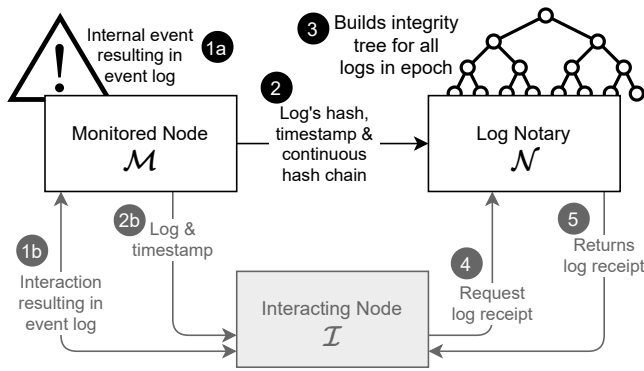 Internal event
resulting in
event log
1a
3
Builds integrity
tree for all
logs in epoch
!
2
Monitored Node
ℳ
Log's hash,
timestamp &
continuous
hash chain
Log Notary
𝒩
2b
Log &
timestamp
1b
Interaction
resulting in
event log
Interacting Node
ℐ
4
Request
log receipt
5
Returns
log receipt